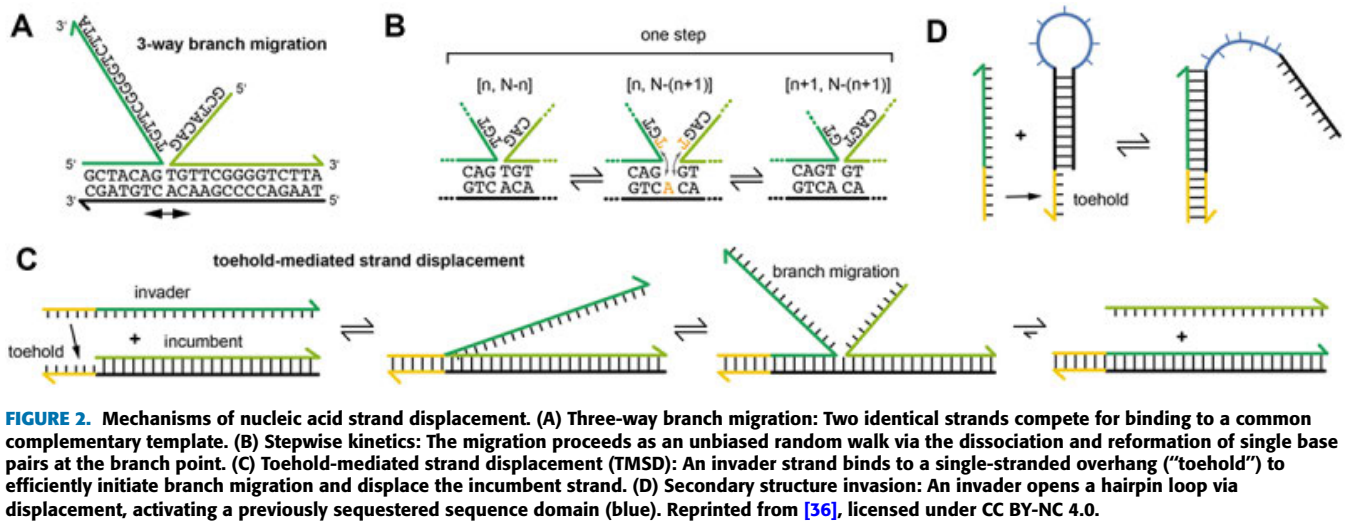 A
3'
TGTTCGGGGTCTTA
3-way branch migration
GCTACAG
5'
5'
3'
GCTACAG TGTTCGGGGTCTTA
CGATGTC ACAAGCCCCAGAAT
3'
5'
B
one step
[n, N-n]
[n, N-(n+1)]
[n+1, N-(n+1)]
TGT
CAG
TGT
CAGT
GT
CAGT
CAG TGT
GTC ACA
CAG GT
GTCA CA
CAGT GT
GTCA CA
D
+
toehold
C
toehold-mediated strand displacement
invader
toehold
+
incumbent
branch migration
+
FIGURE 2. Mechanisms of nucleic acid strand displacement. (A) Three-way branch migration: Two identical strands compete for binding to a common
complementary template. (B) Stepwise kinetics: The migration proceeds as an unbiased random walk via the dissociation and reformation of single base
pairs at the branch point. (C) Toehold-mediated strand displacement (TMSD): An invader strand binds to a single-stranded overhang (“toehold”) to
efficiently initiate branch migration and displace the incumbent strand. (D) Secondary structure invasion: An invader opens a hairpin loop via
displacement, activating a previously sequestered sequence domain (blue). Reprinted from [36], licensed under CC BY-NC 4.0.